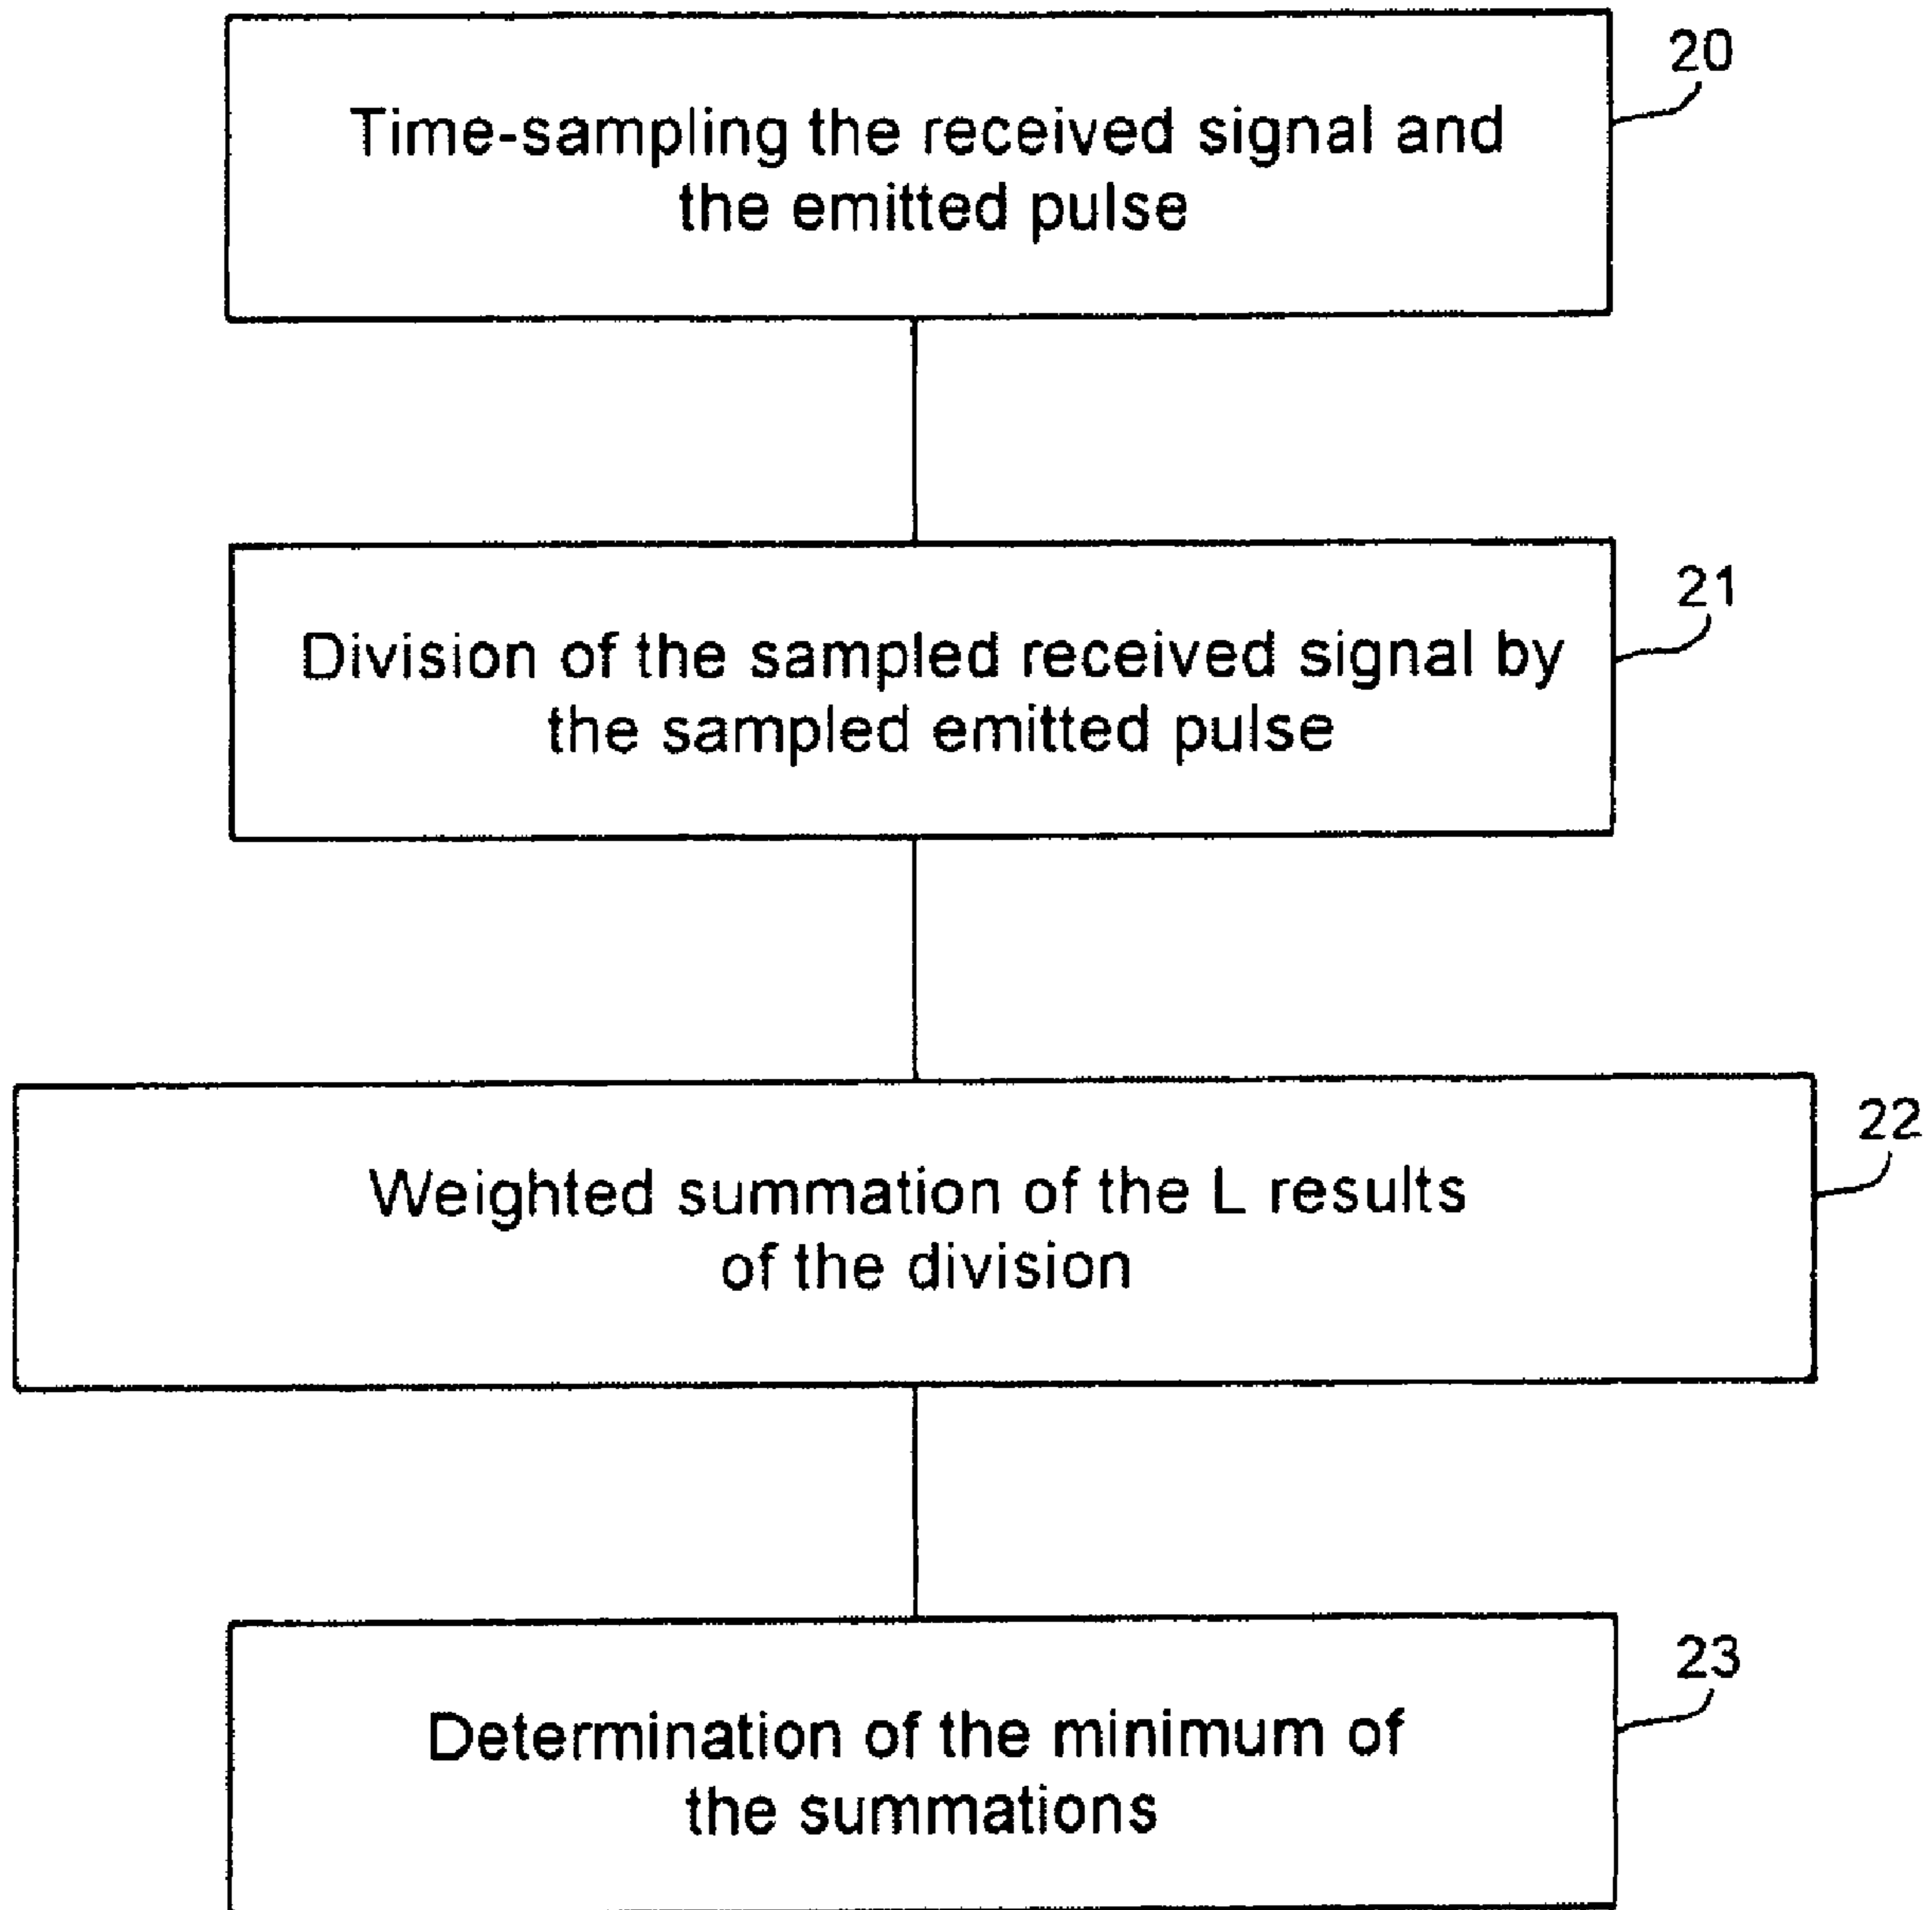 20
Time-sampling the received signal and
the emitted pulse
21
Division of the sampled received signal by
the sampled emitted pulse
22
Weighted summation of the L results
of the division
23
Determination of the minimum of
the summations